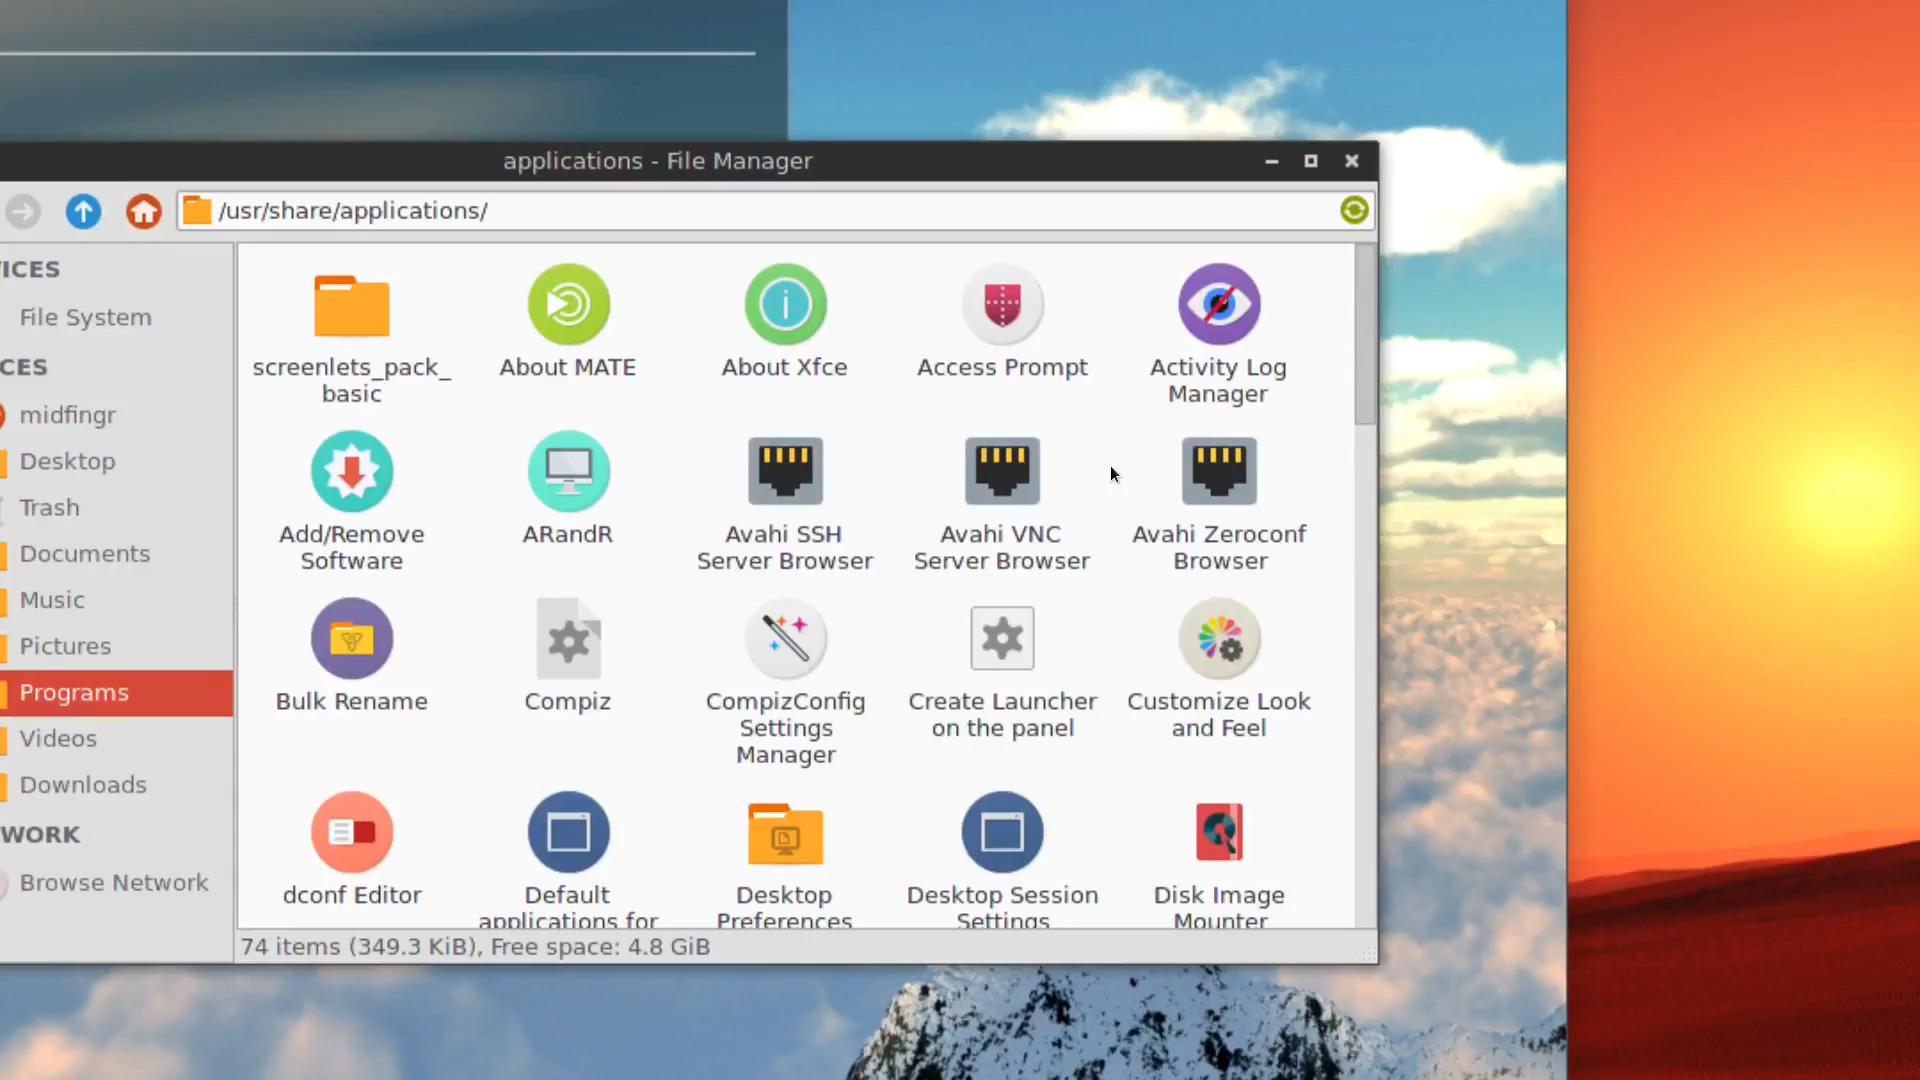 applications - File Manager
/usr/share/applications/
VICES
File System
CES
midfingr
Desktop
Trash
Documents
Music
Pictures
Programs
Videos
Downloads
WORK
Browse Network
screenlets_pack_
basic
About MATE
About Xfce
Access Prompt
Activity Log
Manager
Add/Remove
Software
ARandR
Avahi SSH
Server Browser
Avahi VNC
Server Browser
Avahi Zeroconf
Browser
Bulk Rename
Compiz
CompizConfig
Settings
Manager
Create Launcher
on the panel
Customize Look
and Feel
dconf Editor
Default
applications for
Desktop
Preferences
Desktop Session
Settings
Disk Image
Mounter
74 items (349.3 KiB), Free space: 4.8 GiB